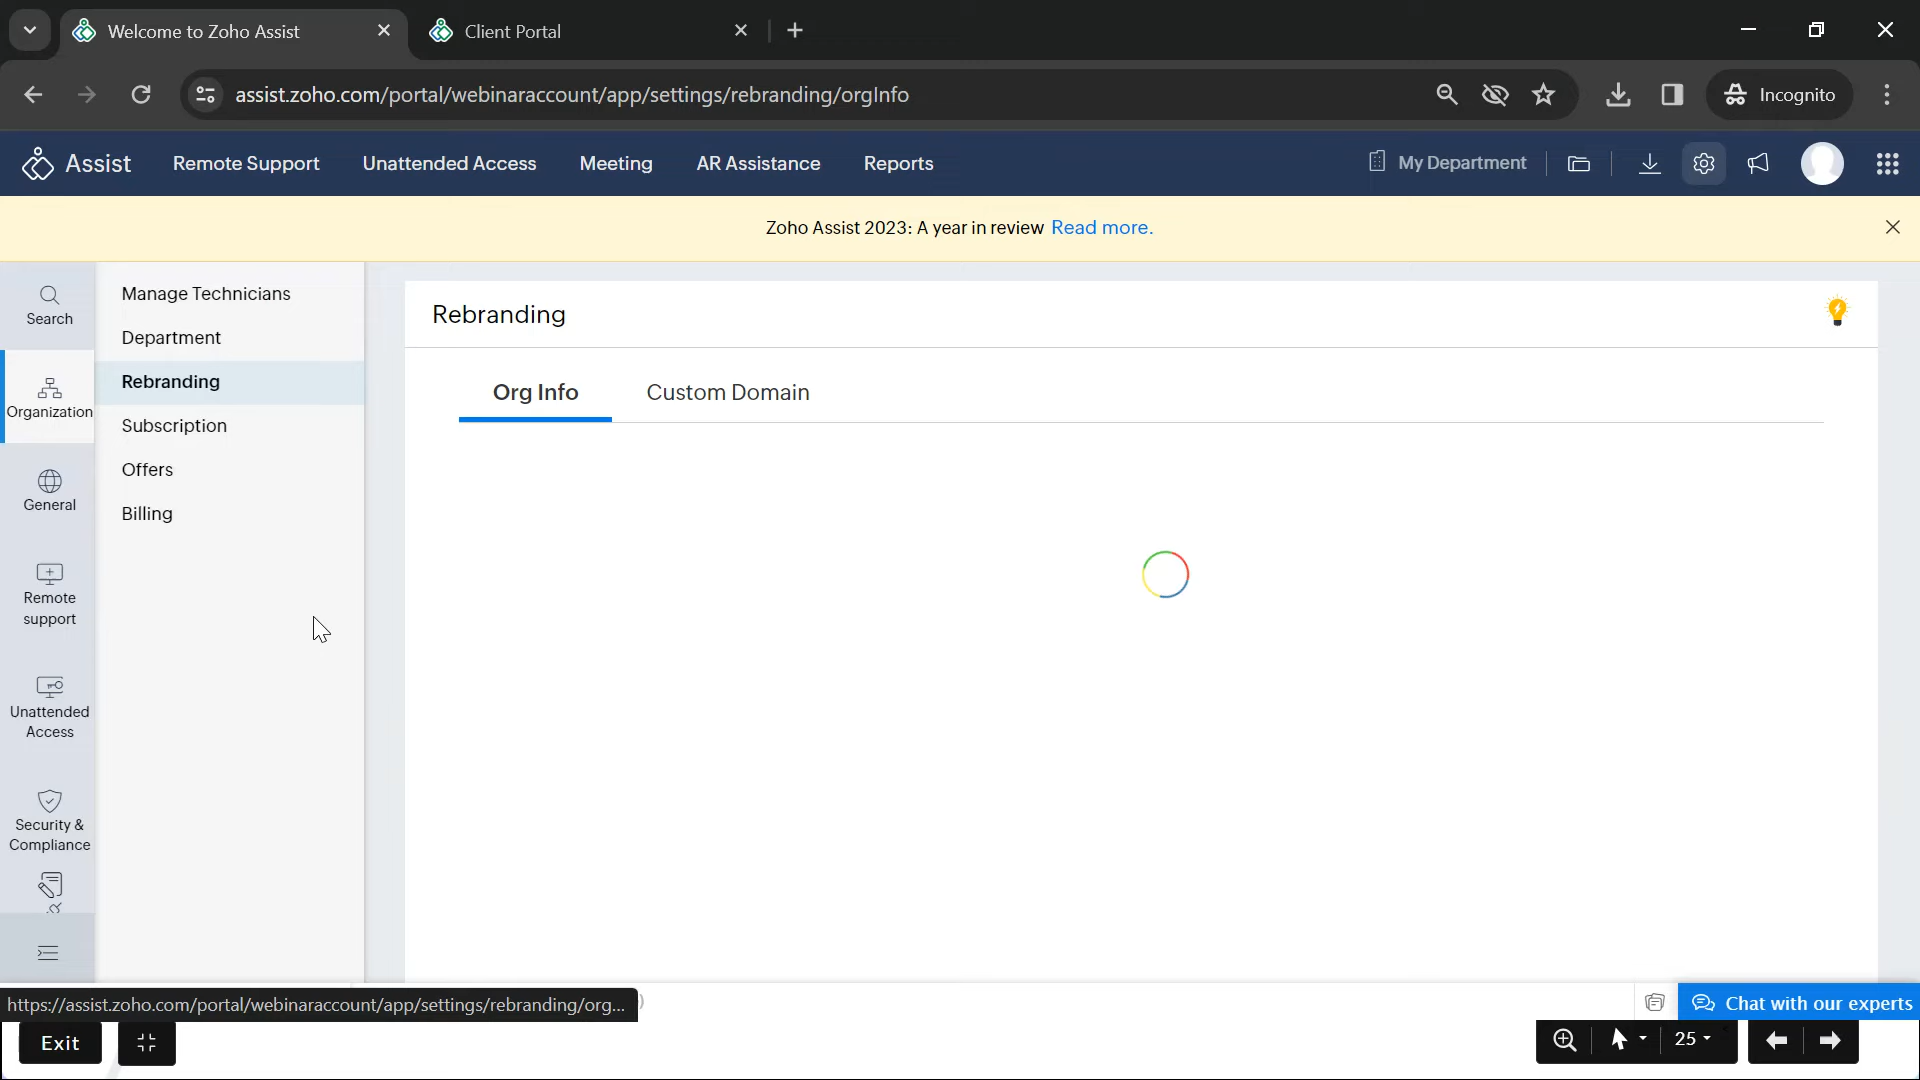 Welcome to Zoho Assist
Client Portal
assist.zoho.com/portal/webinaraccount/app/settings/rebranding/orgInfo
Incognito
Assist
Remote Support
Unattended Access
Meeting
AR Assistance
Reports
My Department
Zoho Assist 2023: A year in review Read more.
Search
Organization
General
Remote
support
Unattended
Access
Security &
Compliance
Manage Technicians
Department
Rebranding
Subscription
Offers
Billing
Rebranding
Org Info
Custom Domain
https://assist.zoho.com/portal/webinaraccount/app/settings/rebranding/org...
Chat with our experts
Exit
25